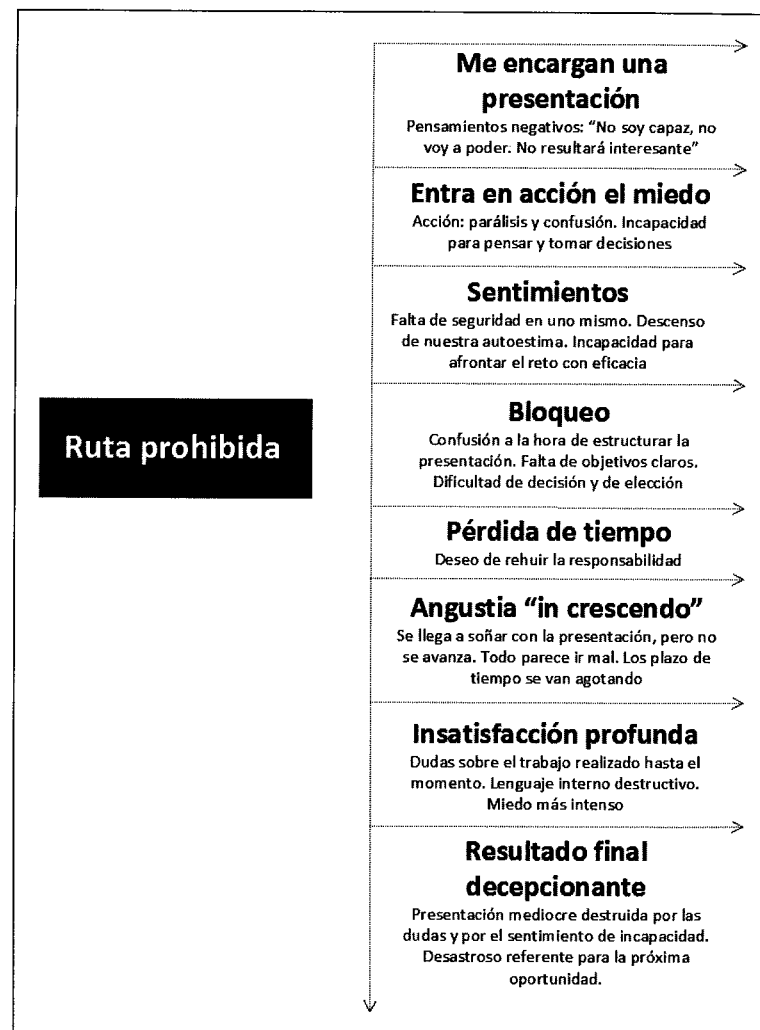 Ruta prohibida
Me encargan una
presentación
Pensamientos negativos: “No soy capaz, no
voy a poder. No resultará interesante”
Entra en acción el miedo
Acción: parálisis y confusión. Incapacidad
para pensar y tomar decisiones
Sentimientos
Falta de seguridad en uno mismo. Descenso
de nuestra autoestima. Incapacidad para
afrontar el reto con eficacia
Bloqueo
Confusión a la hora de estructurar la
presentación. Falta de objetivos claros.
Dificultad de decisión y de elección
Pérdida de tiempo
Deseo de rehuir la responsabilidad
Angustia “in crescendo”
Se llega a soñar con la presentación, pero no
se avanza. Todo parece ir mal. Los plazo de
tiempo se van agotando
Insatisfacción profunda
Dudas sobre el trabajo realizado hasta el
momento. Lenguaje interno destructivo.
Miedo más intenso
Resultado final
decepcionante
Presentación mediocre destruida por las
dudas y por el sentimiento de incapacidad.
Desastroso referente para la próxima
oportunidad.